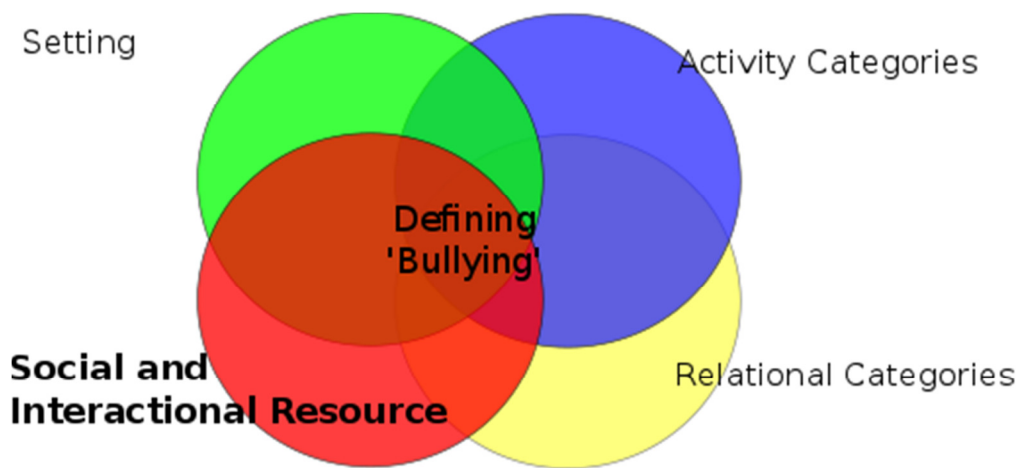 Setting
Activity Categories
Defining
'Bullying'
Social and
Interactional Resource
Relational Categories